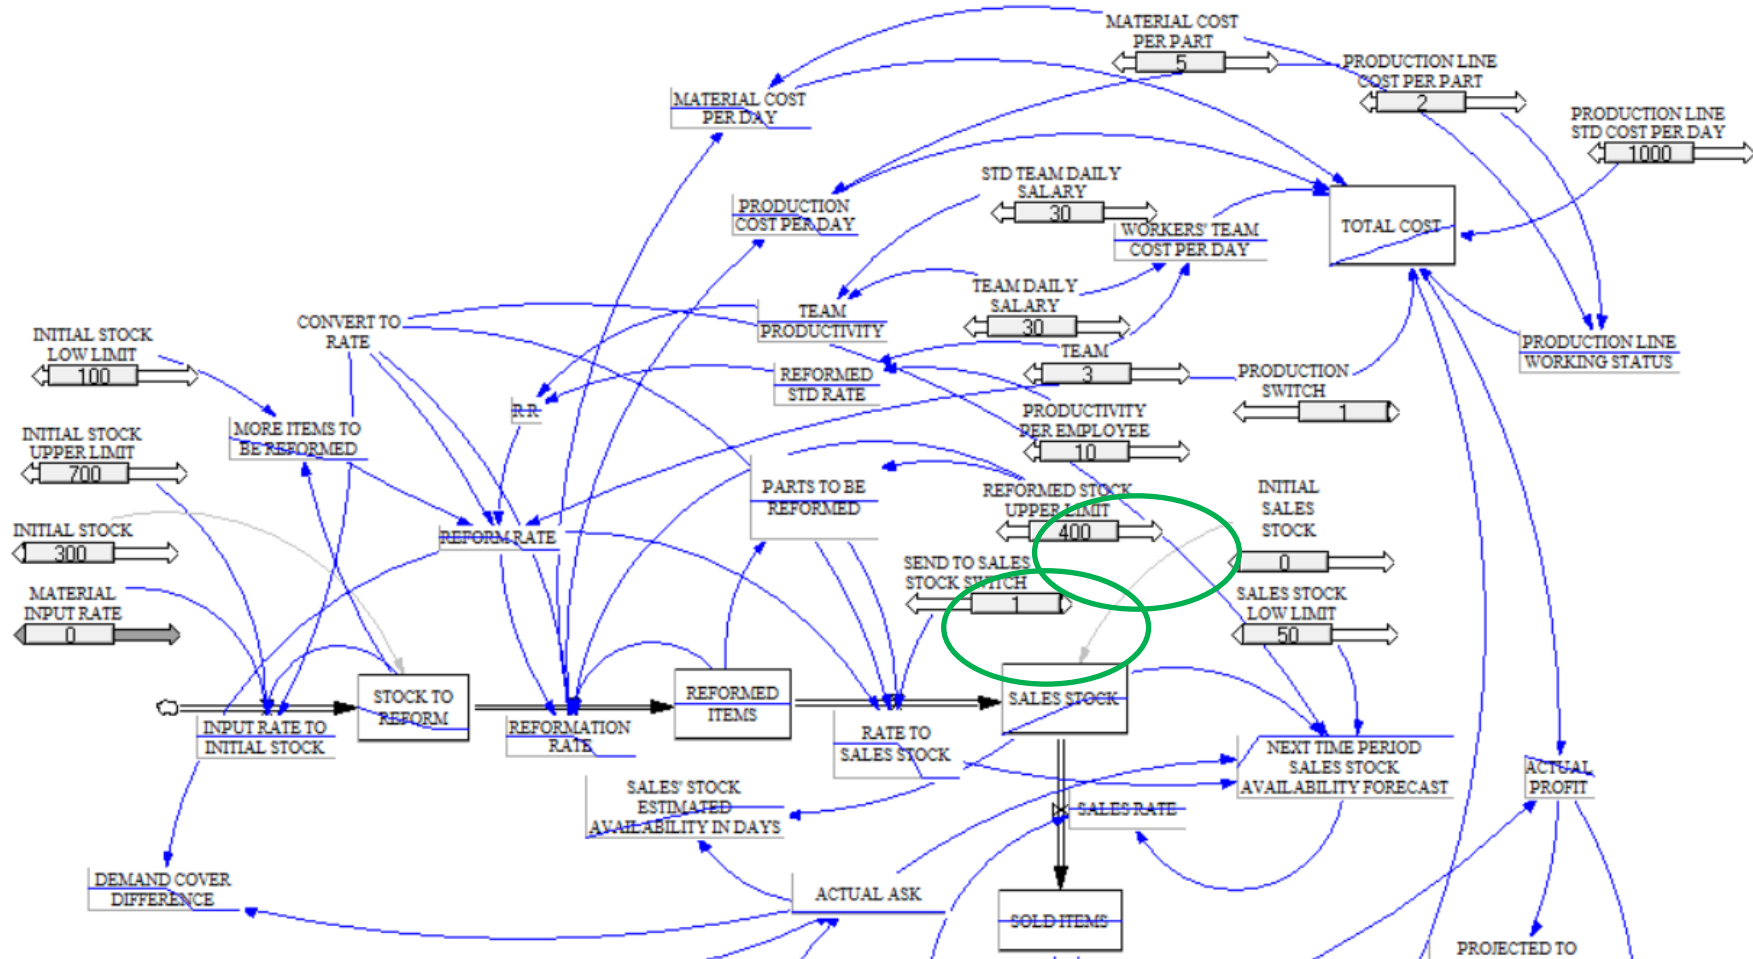 MATERIAL COST
PER PART
5
PRODUCTION LINE
COST PER PART
2
PRODUCTION LINE
STD COST PER DAY
1000
MATERIAL COST
PER DAY
STD TEAM DAILY
SALARY
30
PRODUCTION
COST PER DAY
WORKERS' TEAM
COST PER DAY
TOTAL COST
TEAM DAILY
SALARY
30
TEAM
PRODUCTIVITY
CONVERT TO
RATE
INITIAL STOCK
LOW LIMIT
100
TEAM
3
PRODUCTION LINE
WORKING STATUS
REFORMED
STD RATE
PRODUCTION
SWITCH
1
R R
PRODUCTIVITY
PER EMPLOYEE
10
MORE ITEMS TO
BE REFORMED
INITIAL STOCK
UPPER LIMIT
700
PARTS TO BE
REFORMED
REFORMED STOCK
UPPER LIMIT
400
INITIAL
SALES
STOCK
0
INITIAL STOCK
300
REFORM RATE
SEND TO SALES
STOCK SWITCH
1
MATERIAL
INPUT RATE
0
SALES STOCK
LOW LIMIT
50
STOCK TO
REFORM
REFORMED
ITEMS
SALES STOCK
INPUT RATE TO
INITIAL STOCK
REFORMATION
RATE
RATE TO
SALES STOCK
NEXT TIME PERIOD
SALES STOCK
AVAILABILITY FORECAST
ACTUAL
PROFIT
SALES' STOCK
ESTIMATED
AVAILABILITY IN DAYS
SALES RATE
DEMAND COVER
DIFFERENCE
ACTUAL ASK
SOLD ITEMS
PROJECTED TO